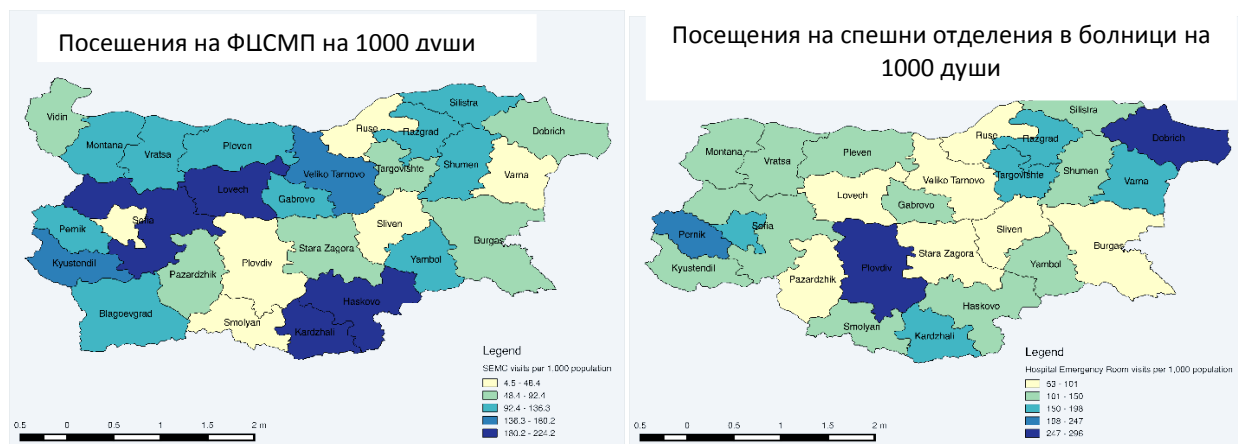 Посещения на ФЦСМП на 1000 души
Vidin
Montana
Vratsa
Pleven
Ruse
Silistra
Razgrad
Dobrich
Shumen
Targovishte
Varna
Veliko Tarnovo
Lovech
Gabrovo
Sofia
Pernik
Kyustendil
Sliven
Burgas
Stara Zagora
Yambol
Plovdiv
Pazardzhik
Haskovo
Blagoevgrad
Smolyan
Kardzhali
Legend
SEMC visits per 1.000 population
4.5 - 48.4
48.4 - 92.4
92.4 - 136.3
136.3 - 180.2
180.2 - 224.2
0.5 0 0.5 1 1.5 2 m
Посещения на спешни отделения в болници на
1000 души
Silistra
Ruse
Razgrad
Dobrich
Montana
Vratsa
Pleven
Targovishte
Shumen
Varna
Veliko Tarnovo
Lovech
Gabrovo
Sofia
Pernik
Kyustendil
Sliven
Burgas
Stara Zagora
Yambol
Plovdiv
Pazardzhik
Haskovo
Smolyan
Kardzhali
Legend
Hospital Emergency Room visits per 1,000 population
53 - 101
101 - 150
150 - 198
198 - 247
247 - 296
0.5 0 0.5 1 1.5 2 m